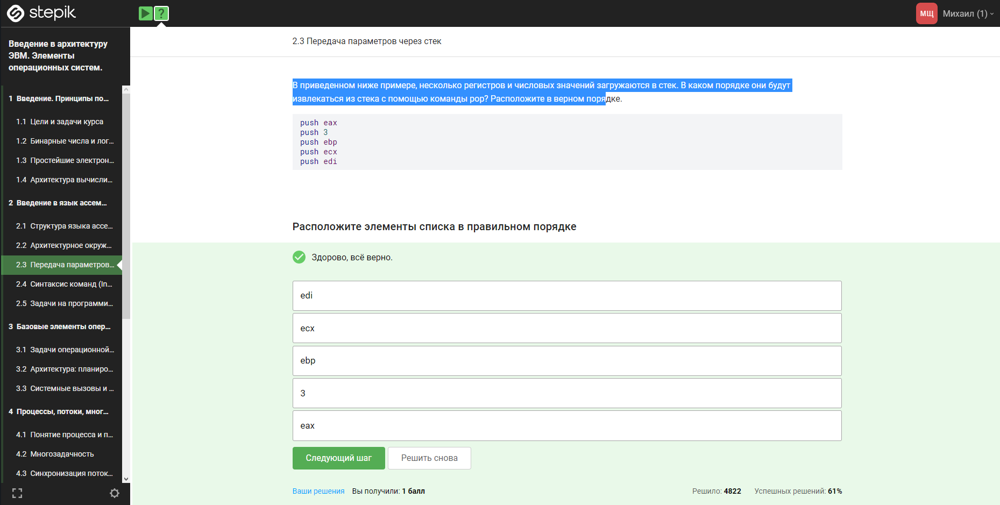 stepik
?
МЩ
Михаил (1)
Введение в архитектуру
ЭВМ. Элементы
операционных систем.
1 Введение. Принципы по...
1.1 Цели и задачи курса
1.2 Бинарные числа и лог...
1.3 Простейшие электрон...
1.4 Архитектура вычисли...
2 Введение в язык ассем...
2.1 Структура языка ассе...
2.2 Архитектурное окруж...
2.3 Передача параметров...
2.4 Синтаксис команд (In...
2.5 Задачи на программи...
3 Базовые элементы опер...
3.1 Задачи операционной...
3.2 Архитектура: планиро...
3.3 Системные вызовы и ...
4 Процессы, потоки, мног...
4.1 Понятие процесса и п...
4.2 Многозадачность
4.3 Синхронизация поток...
2.3 Передача параметров через стек
В приведенном ниже примере, несколько регистров и числовых значений загружаются в стек. В каком порядке они будут
извлекаться из стека с помощью команды pop? Расположите в верном порядке.
push eax
push 3
push ebp
push ecx
push edi
Расположите элементы списка в правильном порядке
Здорово, всё верно.
edi
ecx
ebp
3
eax
Следующий шаг
Решить снова
Ваши решения Вы получили: 1 балл
Решило: 4822 Успешных решений: 61%